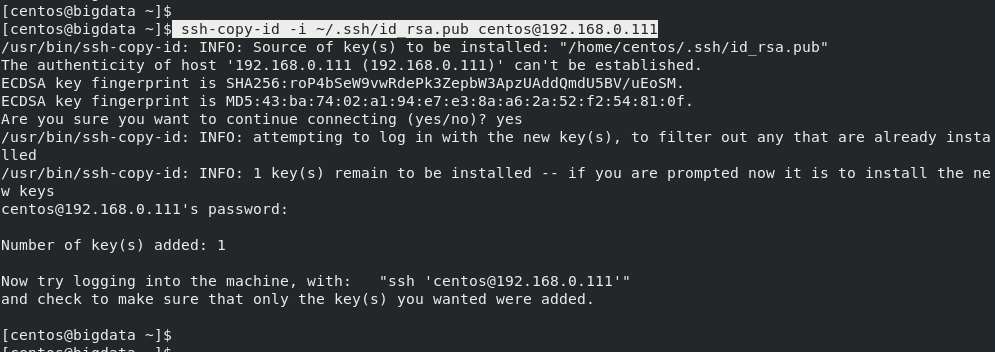 [centos@bigdata ~]$
[centos@bigdata ~]$ ssh-copy-id -i ~/.ssh/id_rsa.pub centos@192.168.0.111
/usr/bin/ssh-copy-id: INFO: Source of key(s) to be installed: "/home/centos/.ssh/id_rsa.pub"
The authenticity of host '192.168.0.111 (192.168.0.111)' can't be established.
ECDSA key fingerprint is SHA256:roP4bSeW9vwRdePk3ZepbW3ApzUAddQmdU5BV/uEoSM.
ECDSA key fingerprint is MD5:43:ba:74:02:a1:94:e7:e3:8a:a6:2a:52:f2:54:81:0f.
Are you sure you want to continue connecting (yes/no)? yes
/usr/bin/ssh-copy-id: INFO: attempting to log in with the new key(s), to filter out any that are already insta
lled
/usr/bin/ssh-copy-id: INFO: 1 key(s) remain to be installed -- if you are prompted now it is to install the ne
w keys
centos@192.168.0.111's password:
Number of key(s) added: 1
Now try logging into the machine, with:   "ssh 'centos@192.168.0.111'"
and check to make sure that only the key(s) you wanted were added.
[centos@bigdata ~]$
[centos@bigdata ~]$